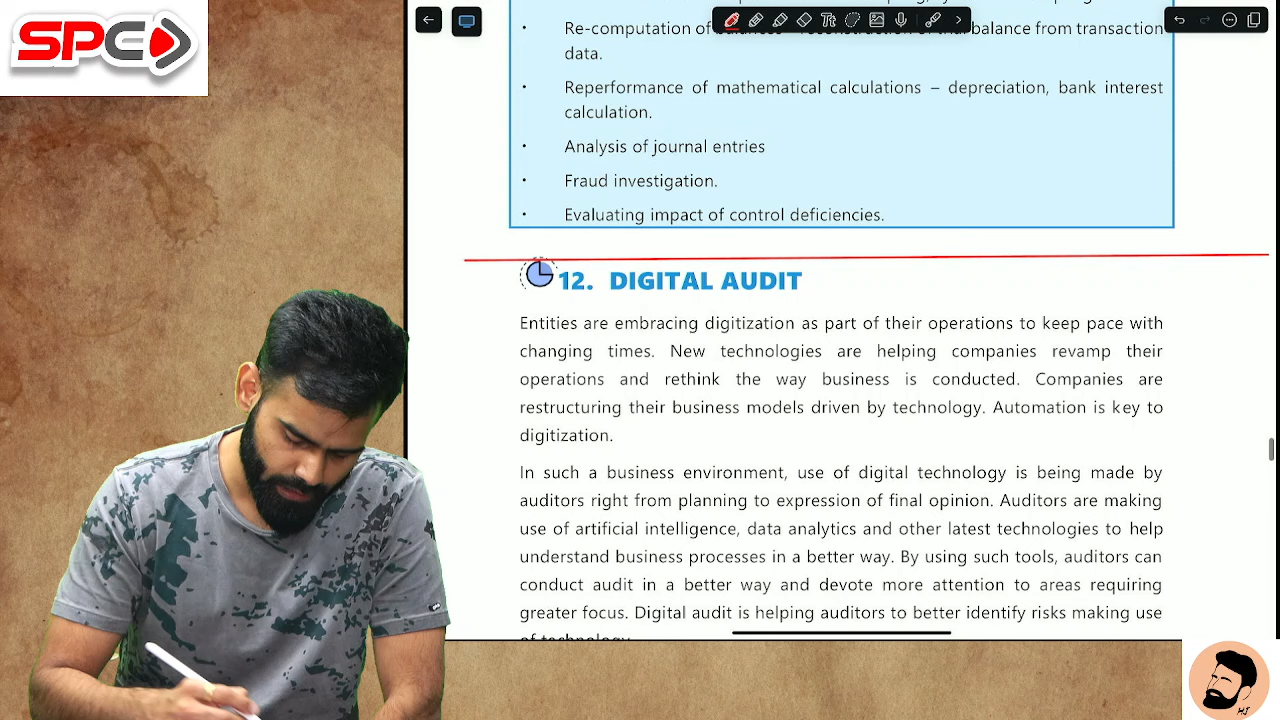 SPC
Re-computation of balances – reconstruction of trial balance from transaction
data.
Reperformance of mathematical calculations – depreciation, bank interest
calculation.
Analysis of journal entries
Fraud investigation.
Evaluating impact of control deficiencies.
12. DIGITAL AUDIT
Entities are embracing digitization as part of their operations to keep pace with
changing times. New technologies are helping companies revamp their
operations and rethink the way business is conducted. Companies are
restructuring their business models driven by technology. Automation is key to
digitization.
In such a business environment, use of digital technology is being made by
auditors right from planning to expression of final opinion. Auditors are making
use of artificial intelligence, data analytics and other latest technologies to help
understand business processes in a better way. By using such tools, auditors can
conduct audit in a better way and devote more attention to areas requiring
greater focus. Digital audit is helping auditors to better identify risks making use
of technology.
HJ